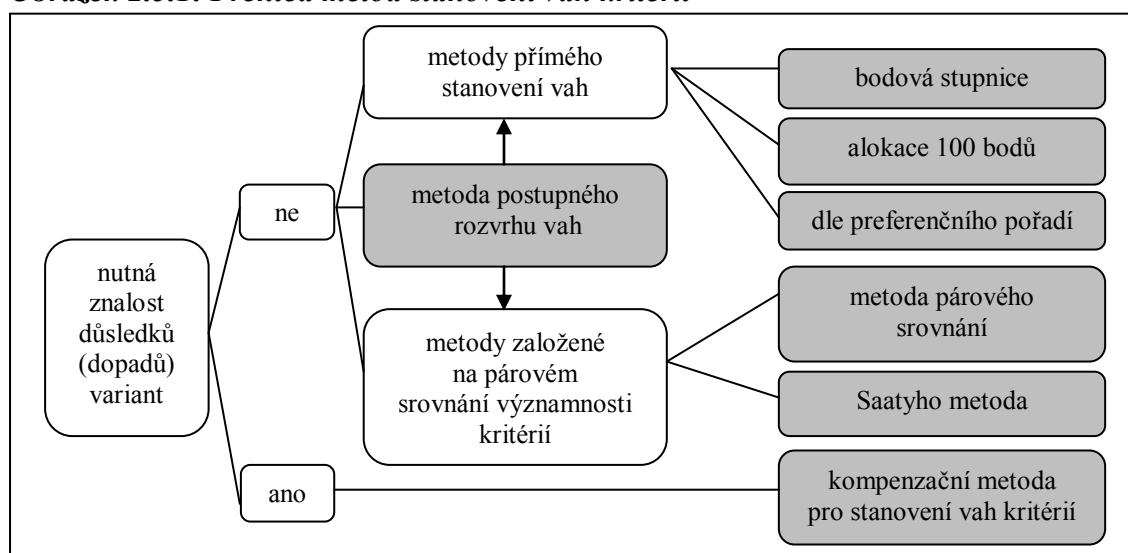 metody přímého
stanovení vah
bodová stupnice
alokace 100 bodů
dle preferenčního pořadí
ne
metoda postupného
rozvrhu vah
nutná
znalost
důsledků
(dopadů)
variant
metody založené
na párovém
srovnání významnosti
kritérií
metoda párového
srovnání
Saatyho metoda
ano
kompenzační metoda
pro stanovení vah kritérií